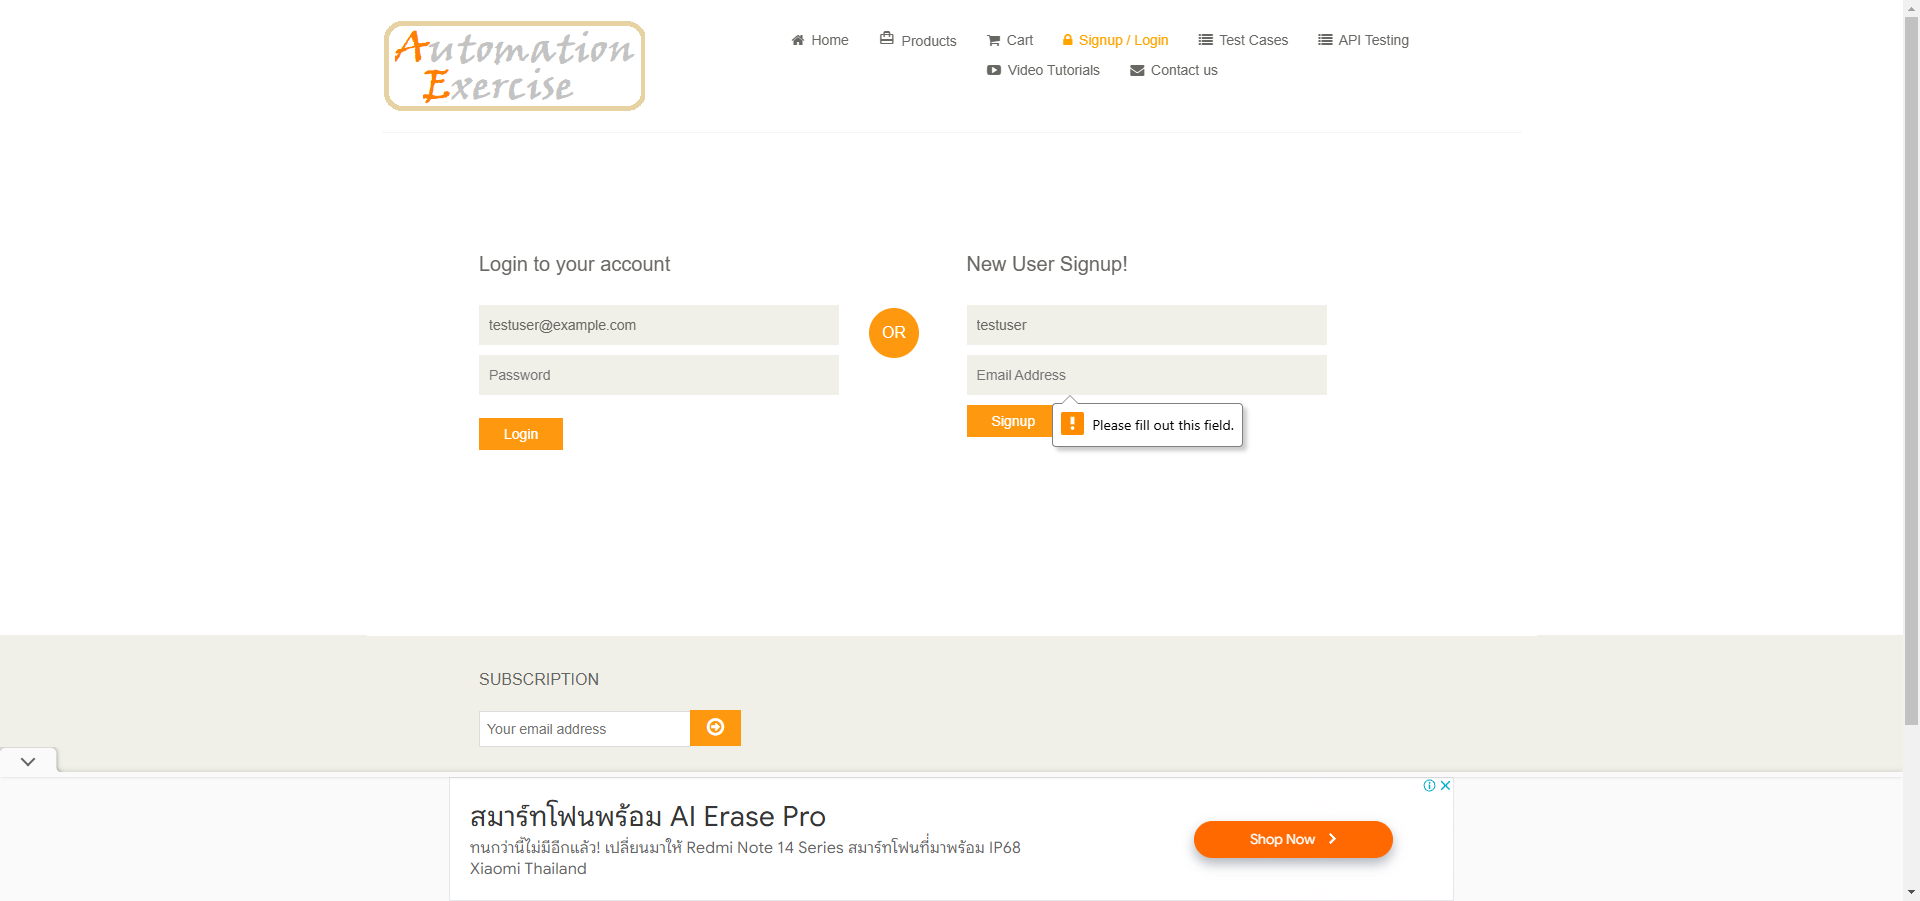 Automation
Exercise
Home
Products
Cart
Signup / Login
Test Cases
API Testing
Video Tutorials
Contact us
Login to your account
New User Signup!
testuser@example.com
Password
Login
OR
testuser
Email Address
Signup
Please fill out this field.
SUBSCRIPTION
Your email address
สมาร์ทโฟนพร้อม AI Erase Pro
ทนกว่านี้ไม่มีอีกแล้ว! เปลี่ยนมาให้ Redmi Note 14 Series สมาร์ทโฟนที่มาพร้อม IP68
Xiaomi Thailand
Shop Now